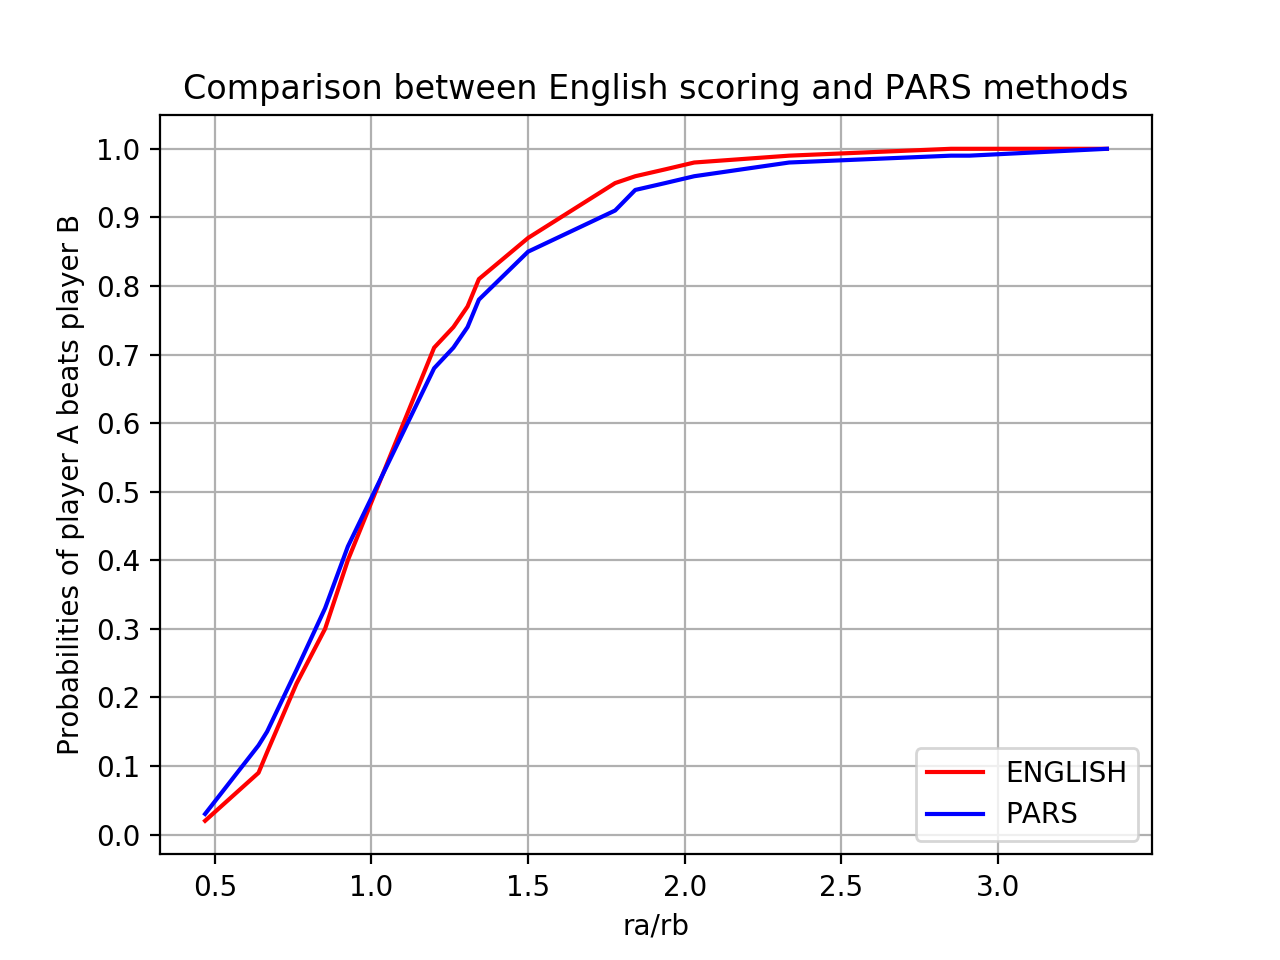 Comparison between English scoring and PARS methods
Probabilities of player A beats player B
1.0
0.9
0.8
0.7
0.6
0.5
0.4
0.3
0.2
0.1
0.0
ENGLISH
PARS
0.5 1.0 1.5 2.0 2.5 3.0
ra/rb